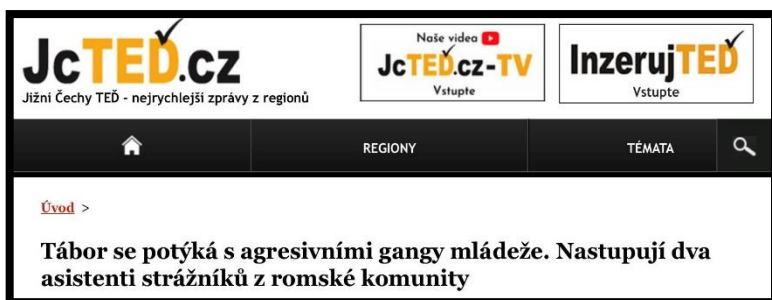 JcTEĎ.cz
Jižní Čechy TEĎ - nejrychlejší zprávy z regionů
Naše videa
JcTEĎ.cz-TV
Vstupte
InzerujTEĎ
Vstupte
REGIONY
TÉMATA
Úvod >
Tábor se potýká s agresivními gangy mládeže. Nastupují dva
asistenti strážníků z romské komunity